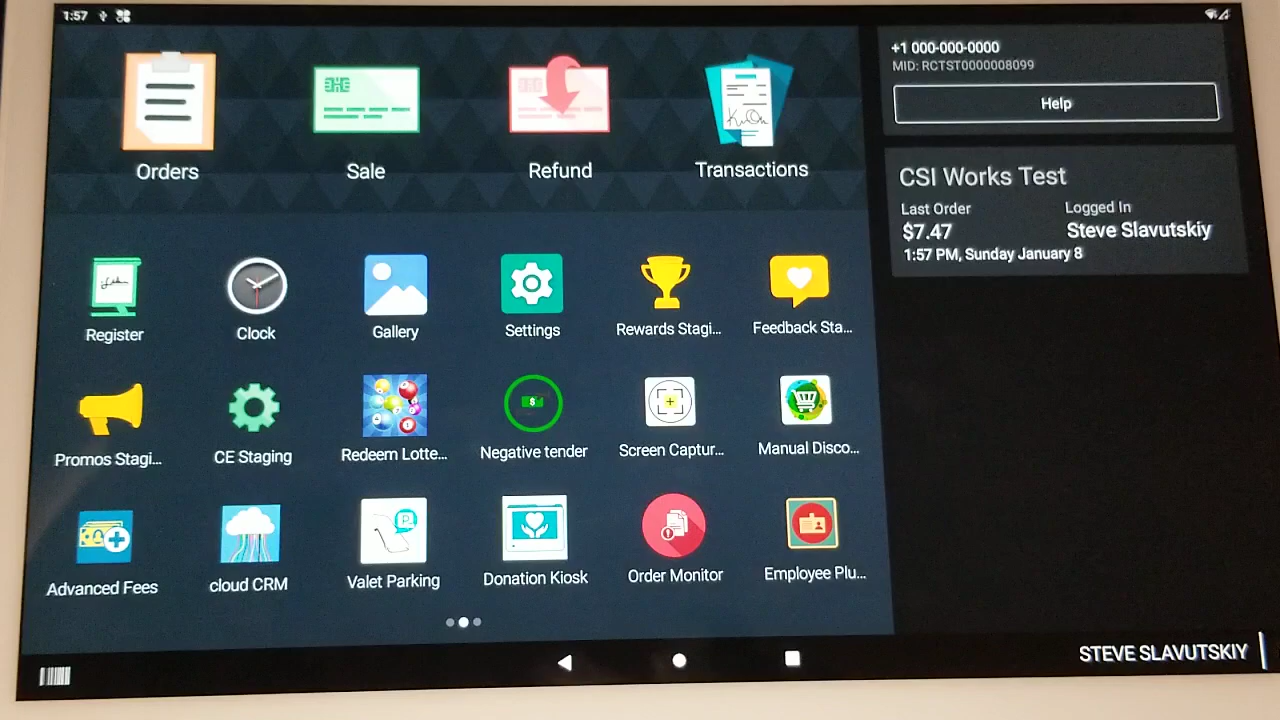 1:57
Orders
Sale
Refund
Transactions
+1 000-000-0000
MID: RCTST0000008099
Help
CSI Works Test
Last Order
Logged In
$7.47
Steve Slavutskiy
1:57 PM, Sunday January 8
Register
Clock
Gallery
Settings
Rewards Stagi...
Feedback Sta...
Promos Stagi...
CE Staging
Redeem Lotte...
Negative tender
Screen Captur...
Manual Disco...
Advanced Fees
cloud CRM
Valet Parking
Donation Kiosk
Order Monitor
Employee Plu...
STEVE SLAVUTSKIY